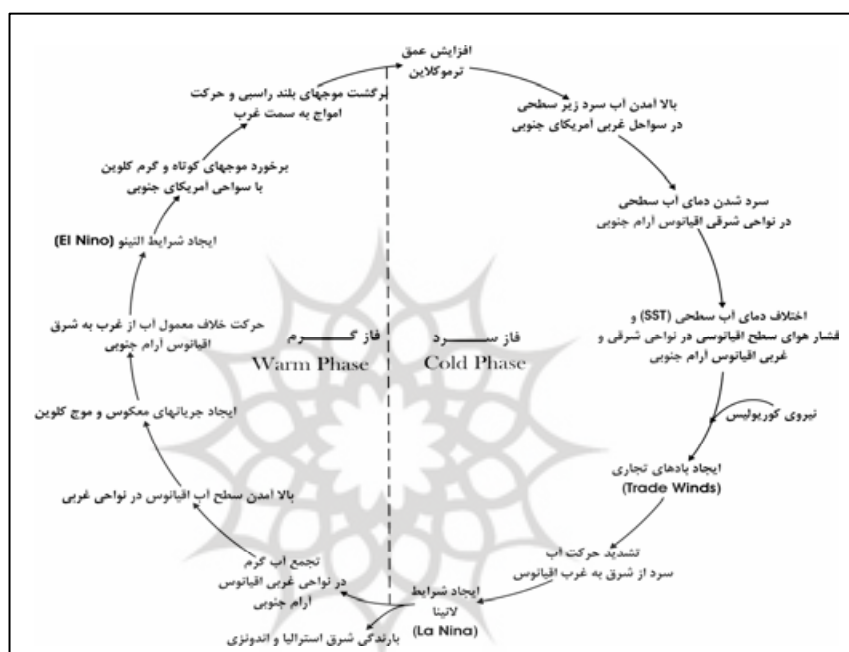 افزایش عمق
ترموکلاین
بالا آمدن آب سرد زیر سطحی
در سواحل غربی آمریکای جنوبی
سرد شدن دمای آب سطحی
در نواحی شرقی اقیانوس آرام جنوبی
اختلاف دمای آب سطحی (SST) و
فشار هوای سطح اقیانوسی در نواحی شرقی و
غربی اقیانوس آرام جنوبی
نیروی کوریولیس
ایجاد بادهای تجاری
(Trade Winds)
تشدید حرکت آب
سرد از شرق به غرب اقیانوس
ایجاد شرایط
لانینا
(La Nina)
بارندگی شرق استرالیا و اندونزی
تجمع آب گرم
در نواحی غربی اقیانوس
آرام جنوبی
بالا آمدن سطح آب اقیانوس در نواحی غربی
ایجاد جریانهای معکوس و موج کلوین
حرکت خلاف معمول آب از غرب به شرق
اقیانوس آرام جنوبی
ایجاد شرایط النینو (El Nino)
برخورد موجهای کوتاه و گرم کلوین
با سواحی آمریکای جنوبی
برگشت موجهای بلند راسبی و حرکت
امواج به سمت غرب
فاز سرد
Cold Phase
فاز گرم
Warm Phase